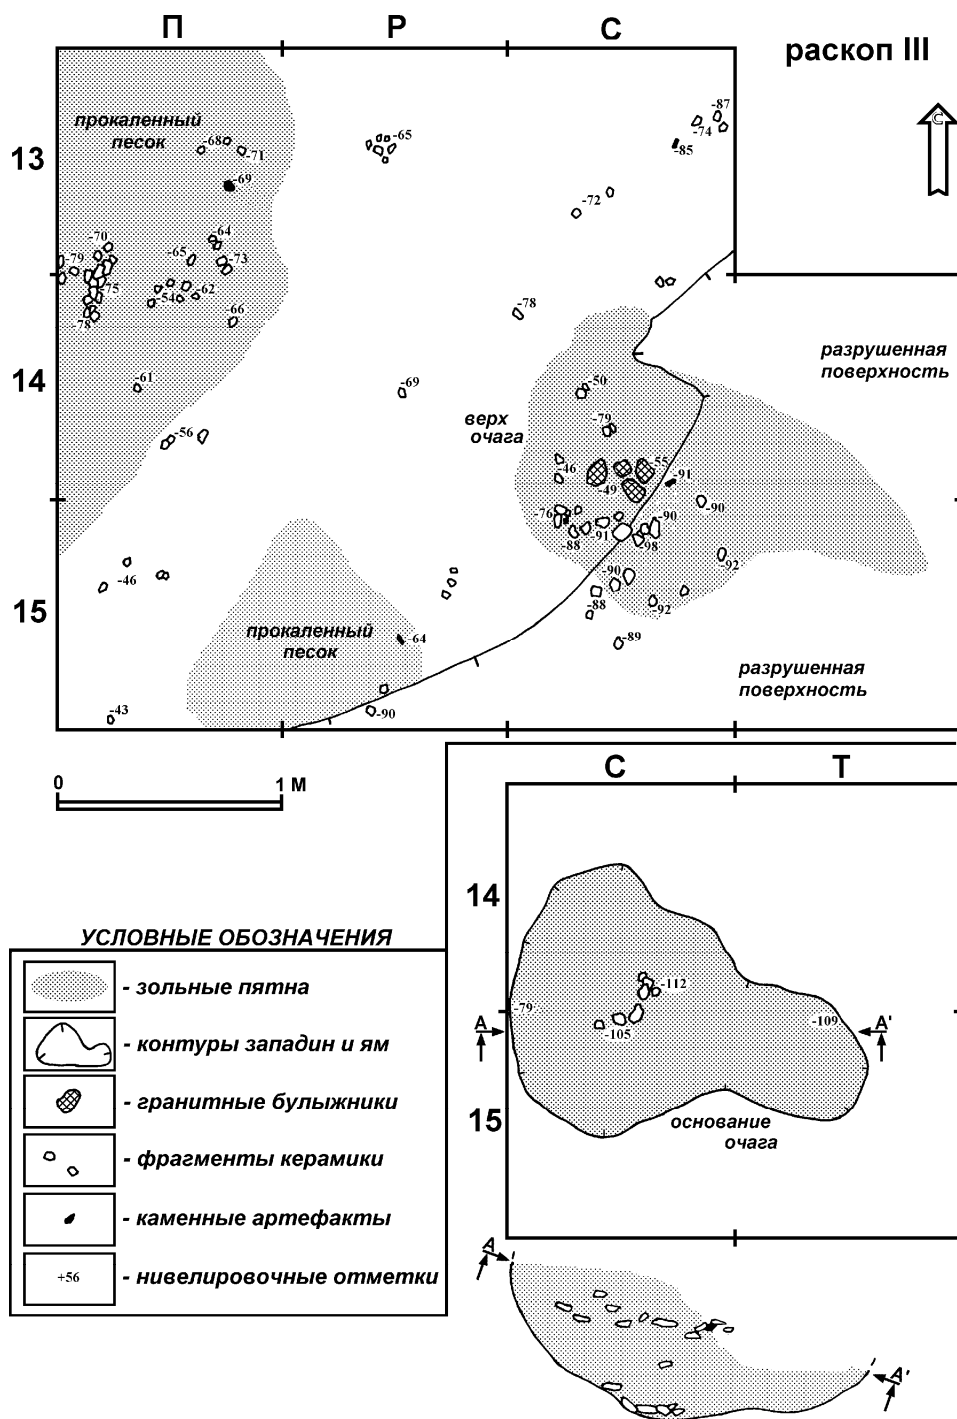 П Р С
раскоп III
С
13
14
15
прокаленный
песок
-68
-71
-69
-65
-87
-74
-85
-72
-70
-79
-75
-78
-64
-65
-73
-54
-62
-66
-61
-56
-46
-43
-78
-69
верх
очага
разрушенная
поверхность
-50
-79
-46
-49
-55
-91
-90
-76
-88
-91
-98
-90
-90
-92
-88
-92
-89
прокаленный
песок
-64
-90
разрушенная
поверхность
0 1 М
С Т
14
15
-112
-105
-79
-109
А А'
основание
очага
УСЛОВНЫЕ ОБОЗНАЧЕНИЯ
- зольные пятна
- контуры западин и ям
- гранитные булыжники
- фрагменты керамики
- каменные артефакты
+56 - нивелировочные отметки
А
А'